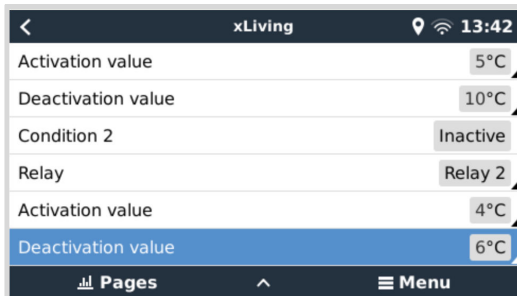 xLiving 13:42
Activation value 5°C
Deactivation value 10°C
Condition 2 Inactive
Relay Relay 2
Activation value 4°C
Deactivation value 6°C
Pages Menu